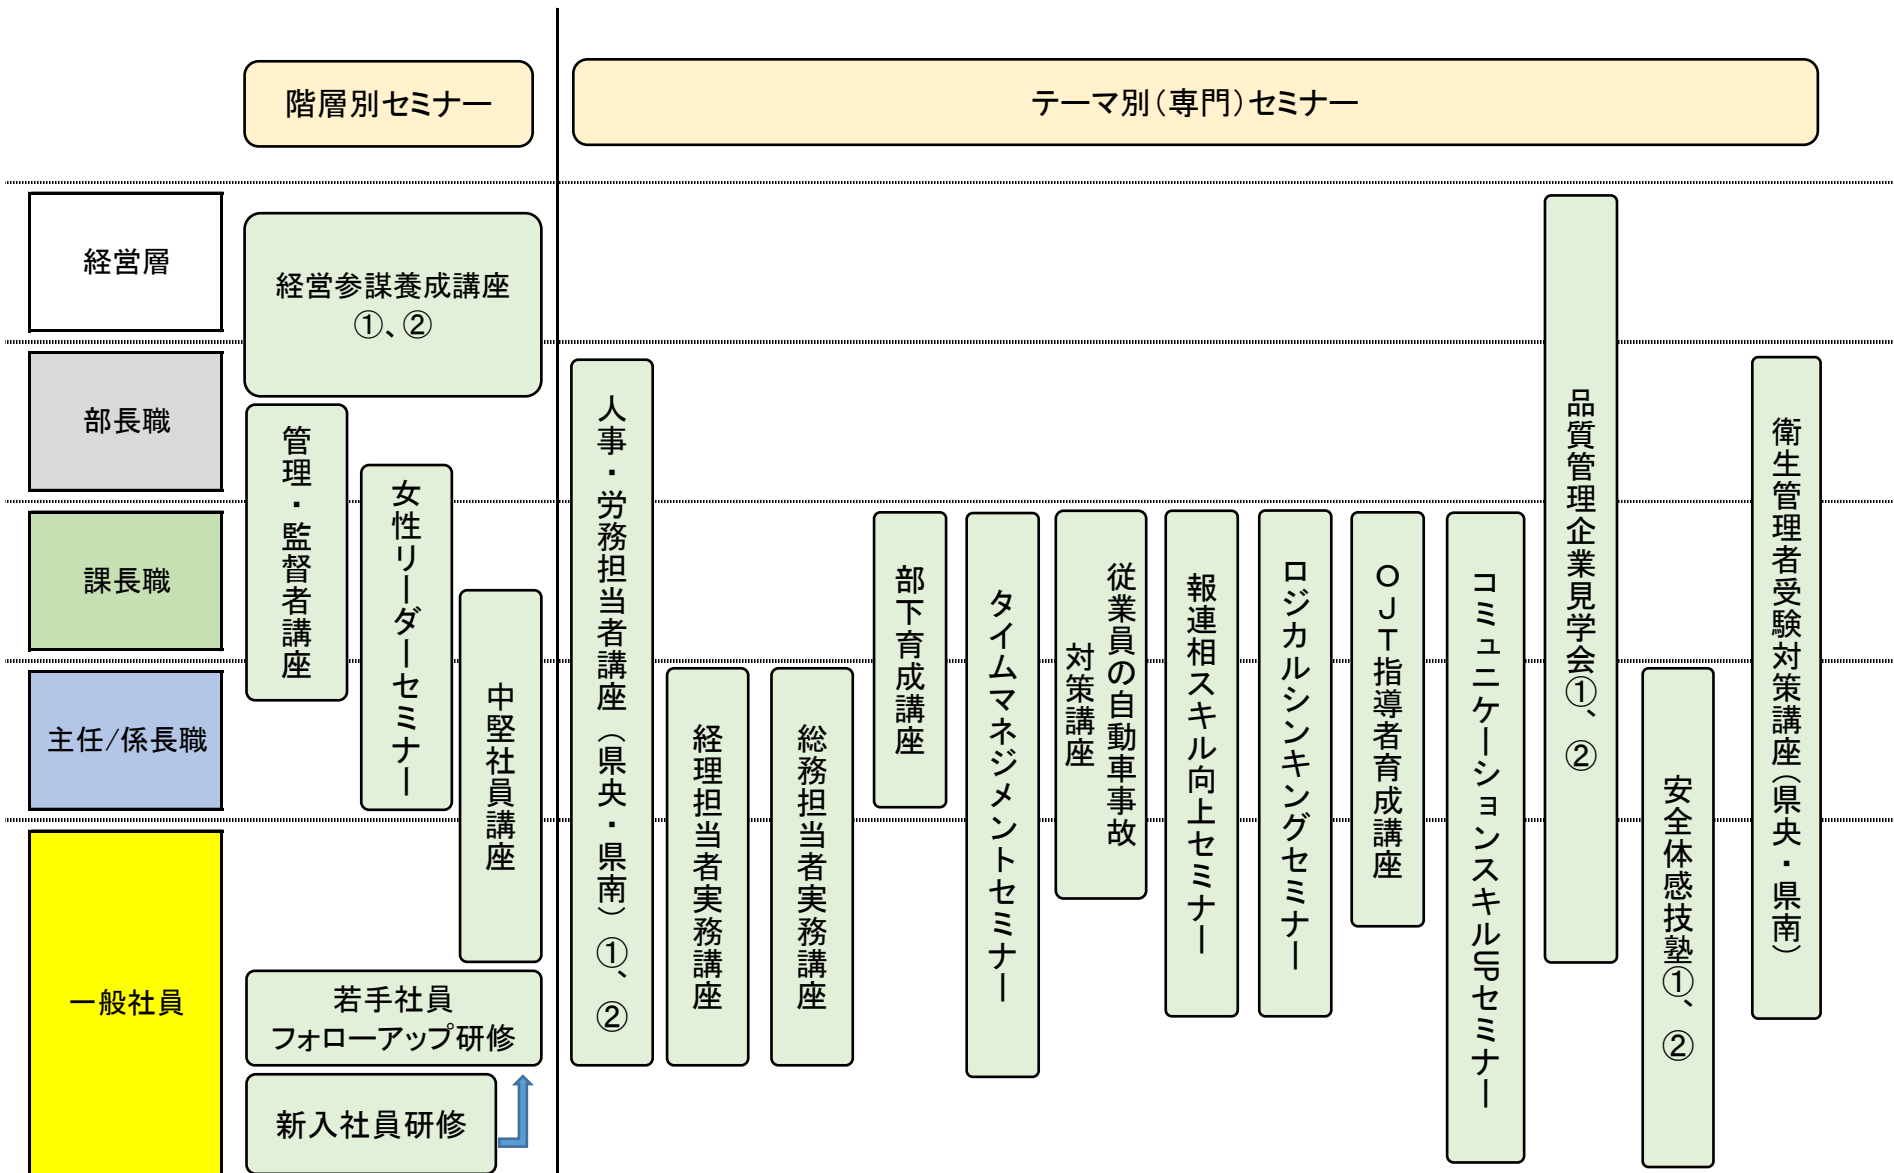 階層別セミナー
テーマ別（専門）セミナー
経営層
部長職
課長職
主任/係長職
一般社員
経営参謀養成講座
①、②
管理・監督者講座
女性リーダーセミナー
中堅社員講座
若手社員
フォローアップ研修
新入社員研修
人事・労務担当者講座（県央・県南）①、②
経理担当者実務講座
総務担当者実務講座
部下育成講座
タイムマネジメントセミナー
従業員の自動車事故
対策講座
報連相スキル向上セミナー
ロジカルシンキングセミナー
ＯＪＴ指導者育成講座
コミュニケーションスキルUPセミナー
品質管理企業見学会①、②
安全体感技塾①、②
衛生管理者受験対策講座（県央・県南）